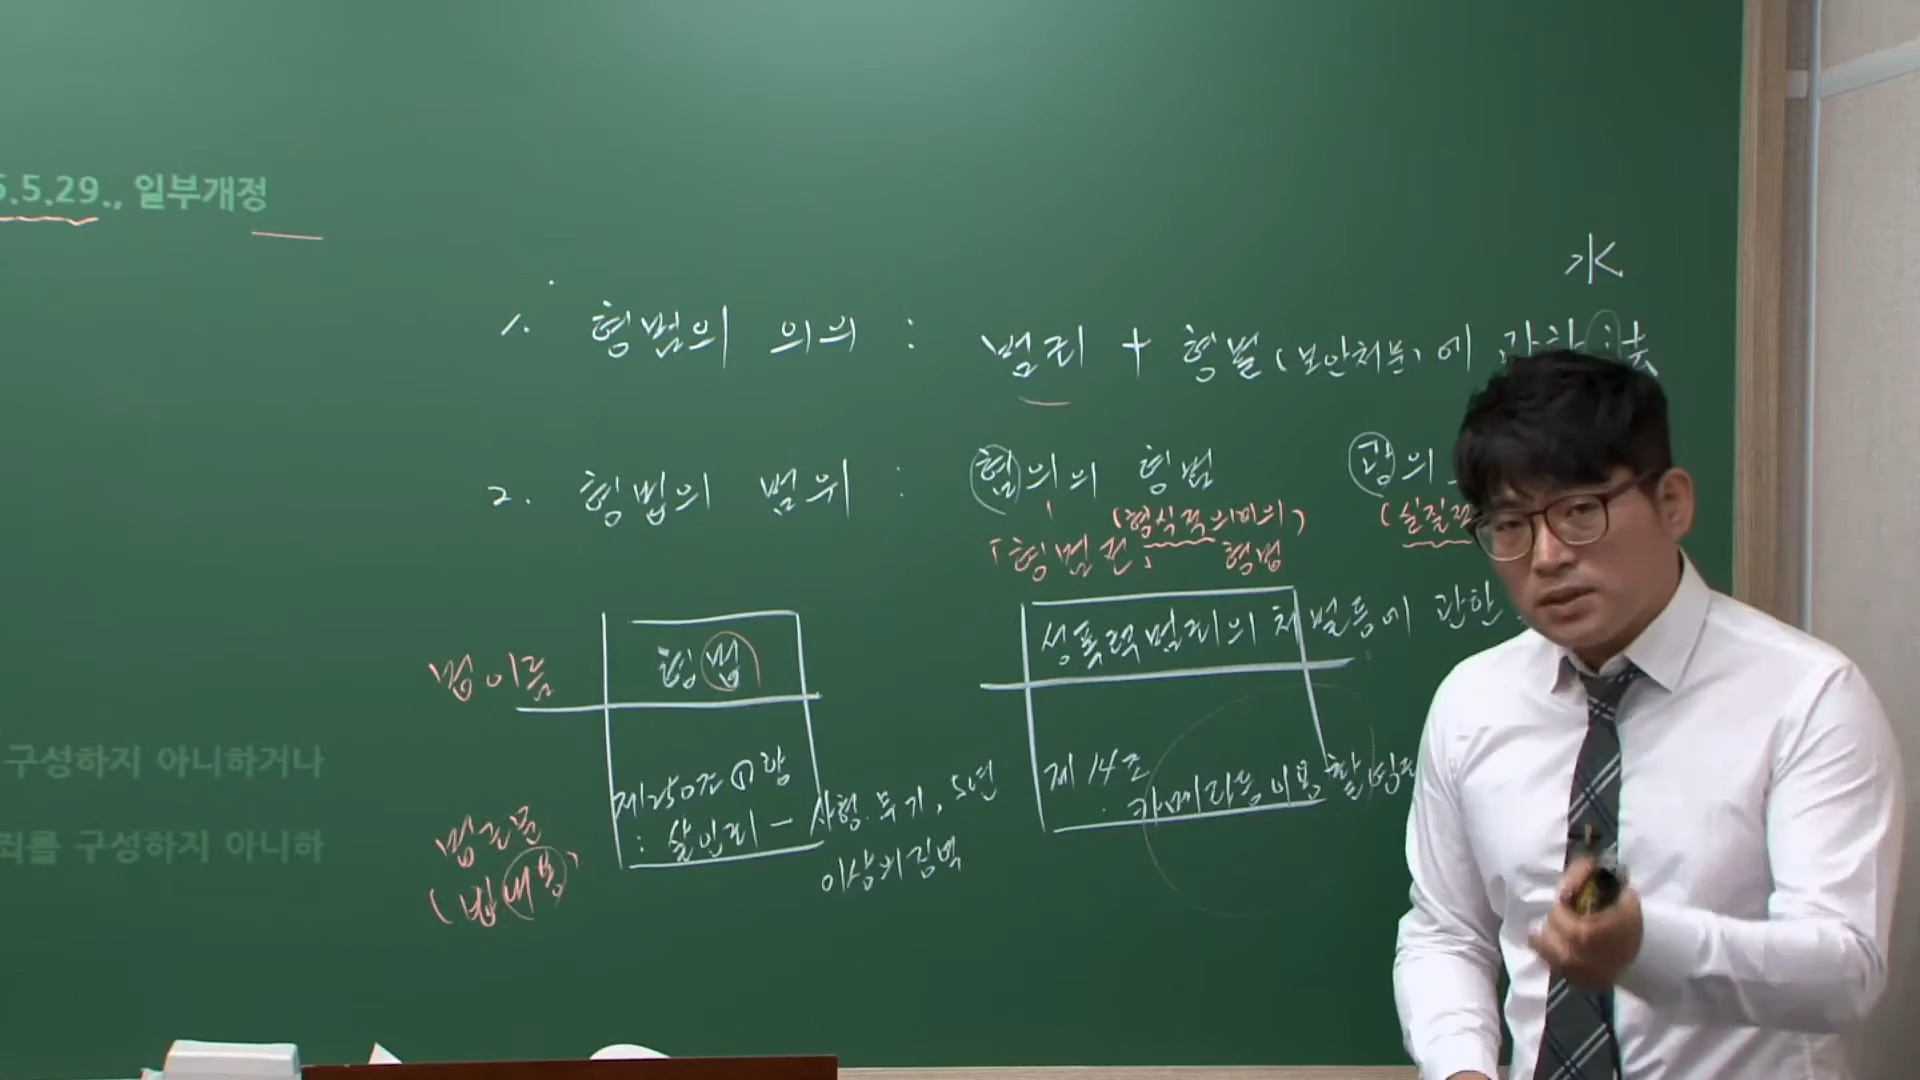 5.5.29., 일부개정
水
1. 형법의 의의 : 범죄 + 형벌(보안처분)에 관한 法
2. 형법의 범위 : 협의의 형법 광의
(형식적 의미의) (실질적
「형법전」 형법
법이름 형법 성폭력범죄의 처벌등에 관한
제250조 ①항 제14조
: 살인죄 - 사형. 무기, 5년 : 카메라등이용촬영죄
이상의 징역
법조문
(법내용)
구성하지 아니하거나
죄를 구성하지 아니하